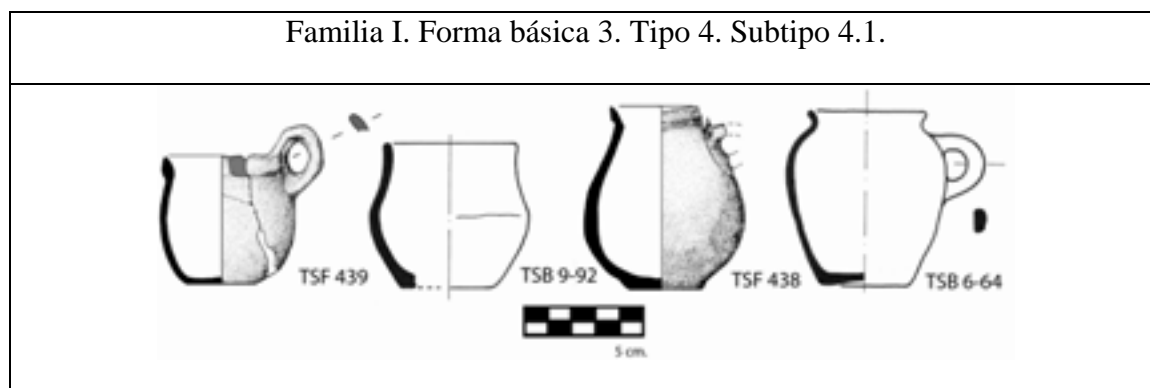 Familia I. Forma básica 3. Tipo 4. Subtipo 4.1.
TSF 439
TSB 9-92
TSF 438
TSB 6-64
5 cm.